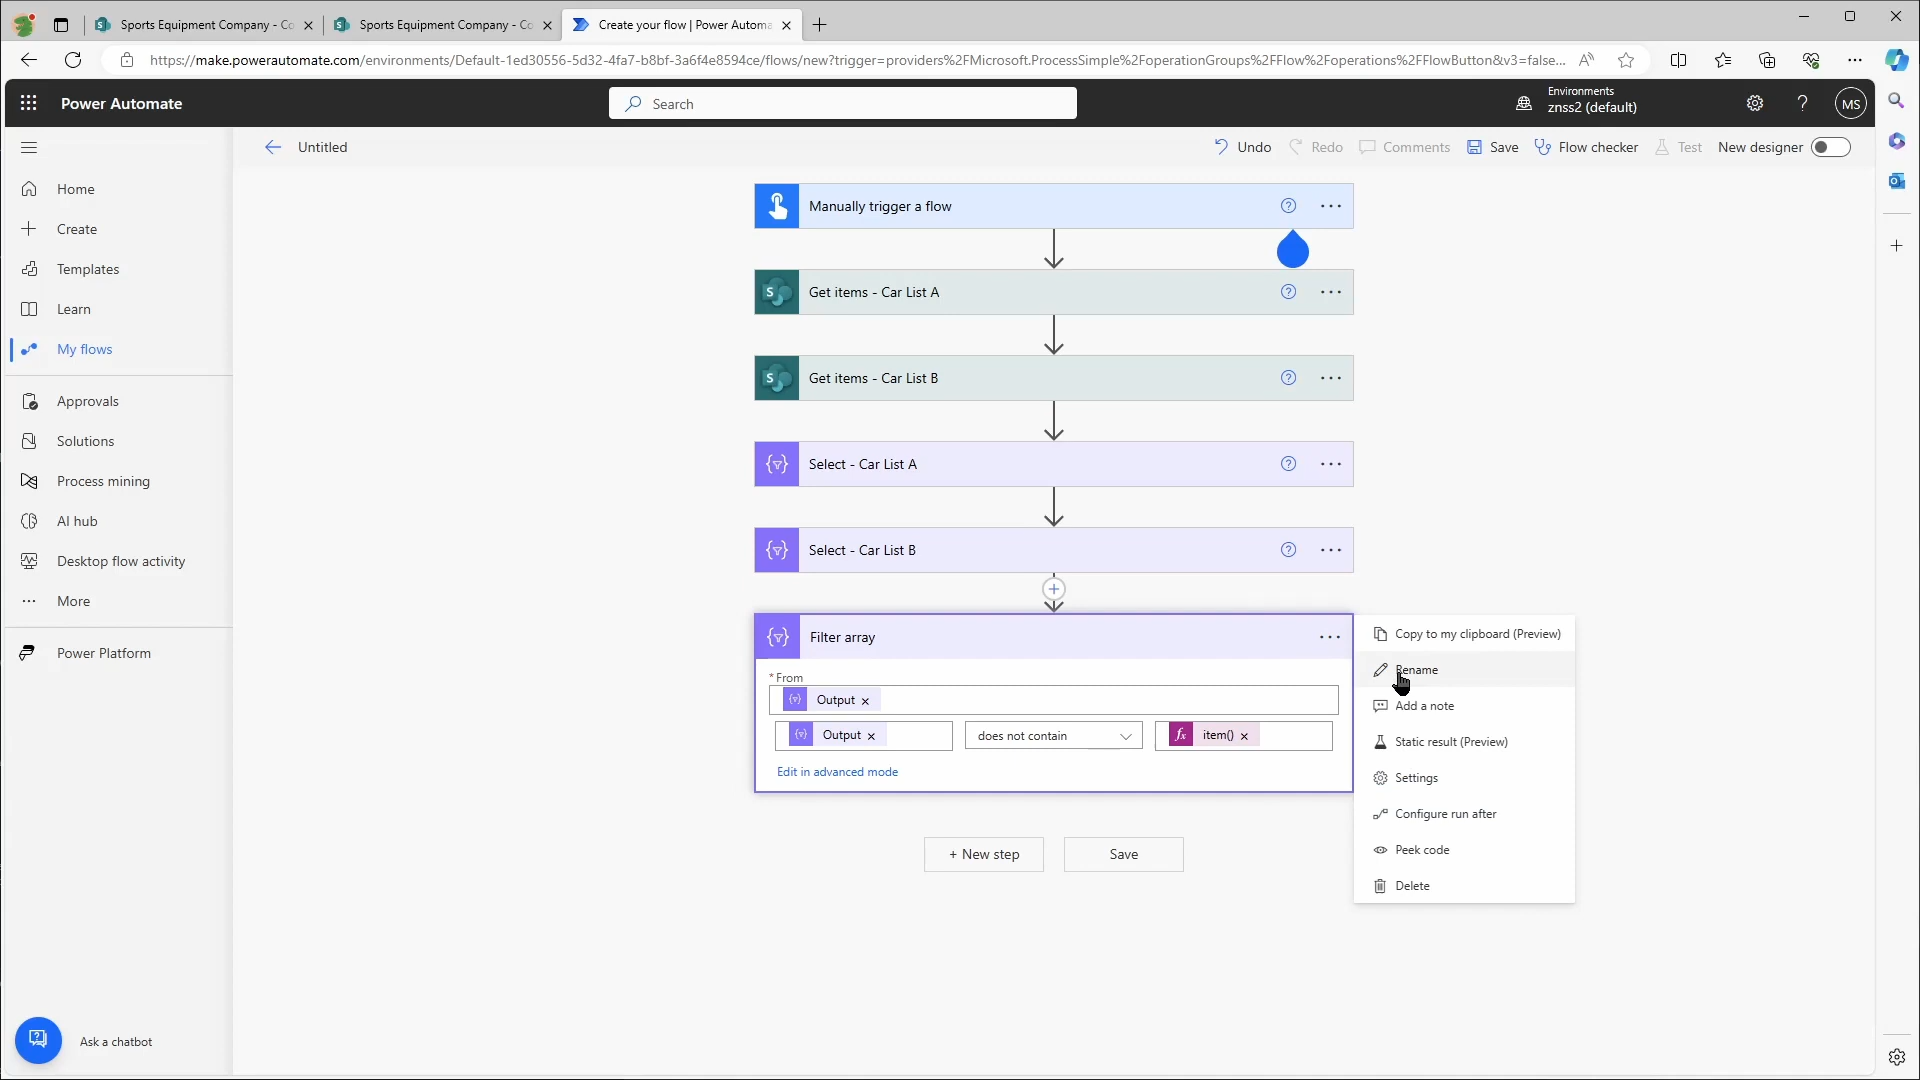 Sports Equipment Company - Co
Sports Equipment Company - Co
Create your flow | Power Automa
https://make.powerautomate.com/environments/Default-1ed30556-5d32-4fa7-b8bf-3a6f4e8594ce/flows/new?trigger=providers%2FMicrosoft.ProcessSimple%2FoperationGroups%2FFlow%2Foperations%2FFlowButton&v3=false...
Power Automate
Search
Environments
znss2 (default)
MS
Untitled
Undo
Redo
Comments
Save
Flow checker
Test
New designer
Home
Create
Templates
Learn
My flows
Approvals
Solutions
Process mining
AI hub
Desktop flow activity
More
Power Platform
Ask a chatbot
Manually trigger a flow
Get items - Car List A
Get items - Car List B
Select - Car List A
Select - Car List B
Filter array
* From
Output
Output
does not contain
fx item()
Edit in advanced mode
+ New step
Save
Copy to my clipboard (Preview)
Rename
Add a note
Static result (Preview)
Settings
Configure run after
Peek code
Delete